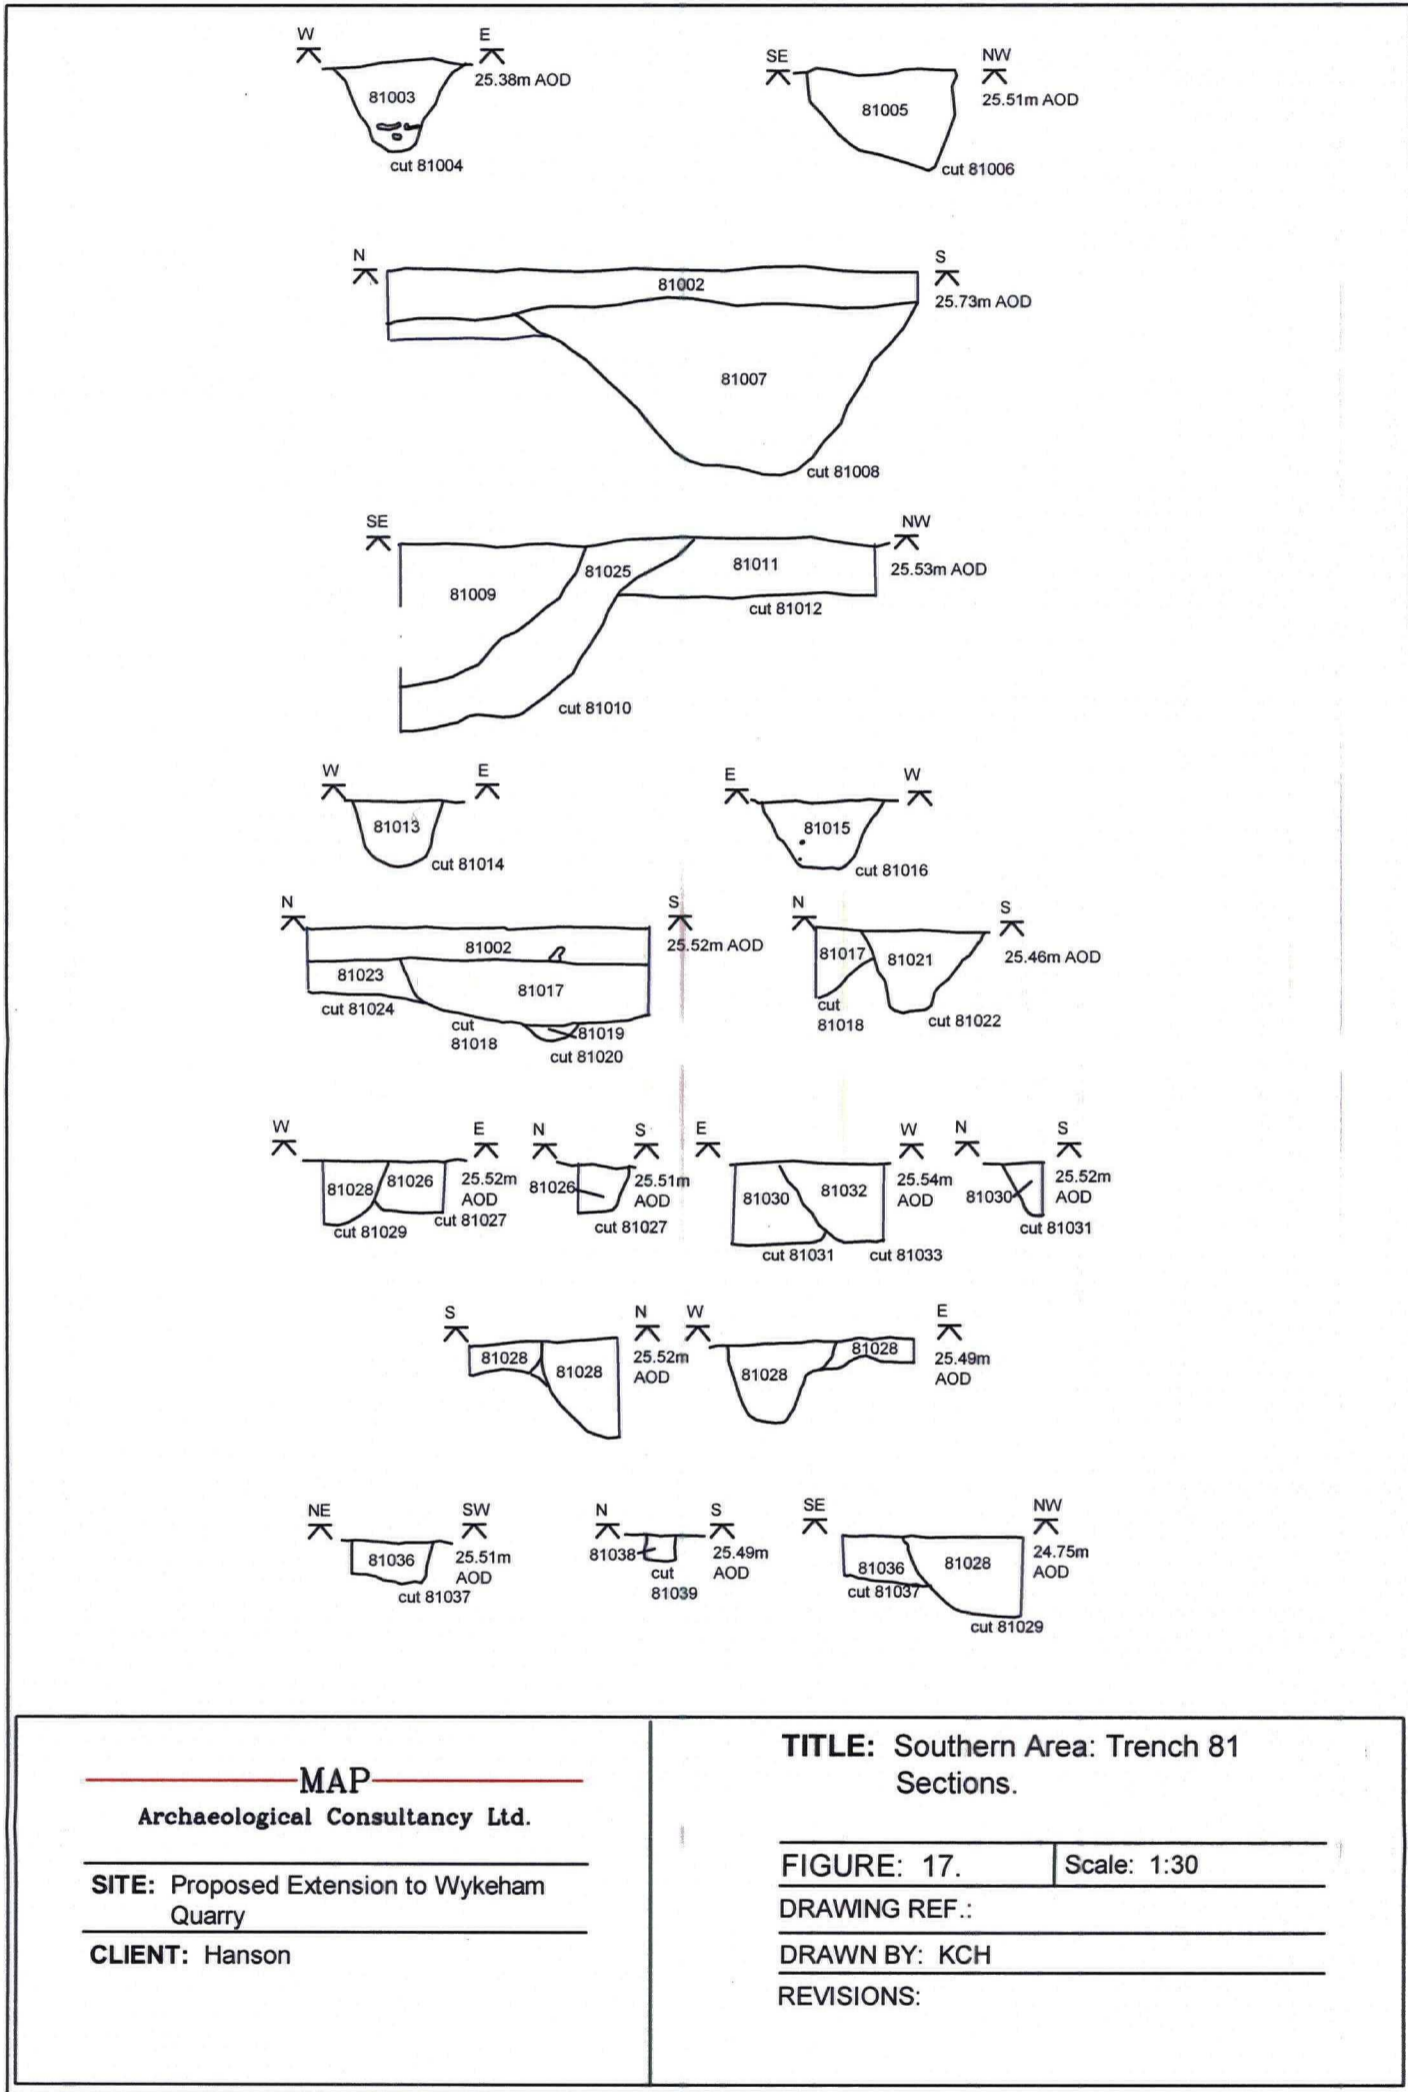 W E
25.38m AOD
81003
cut 81004
SE NW
25.51m AOD
81005
cut 81006
N S
81002
25.73m AOD
81007
cut 81008
SE NW
81009
81025
81011
25.53m AOD
cut 81012
cut 81010
W E
81013
cut 81014
E W
81015
cut 81016
N S
81002
25.52m AOD
81023
81017
cut 81024
cut
81018
81019
cut 81020
N S
81017
81021
25.46m AOD
cut
81018
cut 81022
W E
81028
81026
25.52m
AOD
cut 81029
cut 81027
N S
81026
25.51m
AOD
cut 81027
E W
81030
81032
25.54m
AOD
cut 81031
cut 81033
N S
81030
25.52m
AOD
cut 81031
S N
81028
81028
25.52m
AOD
W E
81028
81028
25.49m
AOD
NE SW
81036
25.51m
AOD
cut 81037
N S
81038
25.49m
AOD
cut
81039
SE NW
81036
81028
24.75m
AOD
cut 81037
cut 81029
MAP
Archaeological Consultancy Ltd.
SITE: Proposed Extension to Wykeham
Quarry
CLIENT: Hanson
TITLE: Southern Area: Trench 81
Sections.
FIGURE: 17.
Scale: 1:30
DRAWING REF.:
DRAWN BY: KCH
REVISIONS: